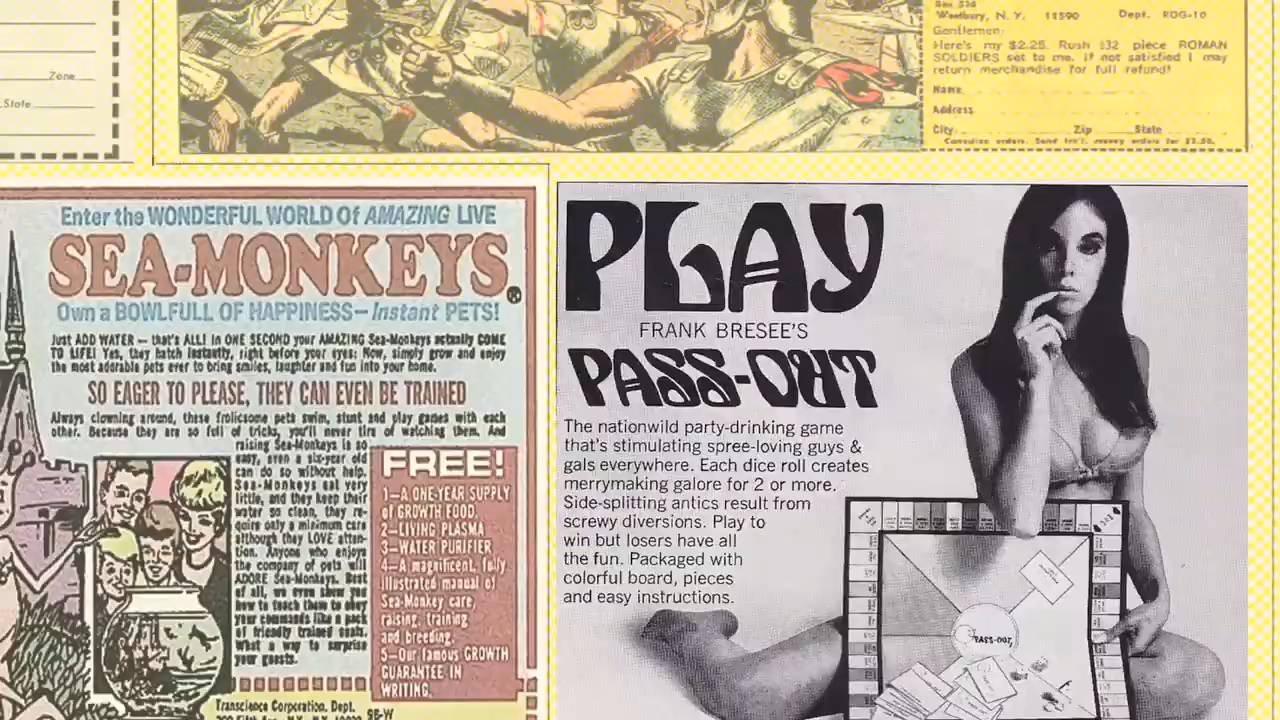 Zone
State
Box 536
Westbury, N. Y. 11590 Dept. ROG-10
Gentlemen:
Here's my $2.25. Rush 132 piece ROMAN
SOLDIERS set to me. If not satisfied I may
return merchandise for full refund!
Name
Address
City Zip State
Canadian orders. Send Int'l. money orders for
Enter the WONDERFUL WORLD Of AMAZING LIVE
SEA-MONKEYS®
Own a BOWLFULL OF HAPPINESS—Instant PETS!
Just ADD WATER — that's ALL! In ONE SECOND your AMAZING Sea-Monkeys actually COME
TO LIFE! Yes, they hatch instantly, right before your eyes! Now, simply grow and enjoy
the most adorable pets ever to bring smiles, laughter and fun into your home.
SO EAGER TO PLEASE, THEY CAN EVEN BE TRAINED
Always clowning around, these frolicsome pets swim, stunt and play games with each
other. Because they are so full of tricks, you'll never tire of watching them. And
raising Sea-Monkeys is so
easy, even a six-year old
can do so without help.
Sea-Monkeys eat very
little, and they keep their
water so clean, they re-
quire only a minimum care
although they LOVE atten-
tion. Anyone who enjoys
the company of pets will
ADORE Sea-Monkeys. Best
of all, we even show you
how to teach them to obey
your commands like a pack
of friendly trained seals.
What a way to surprise
your guests.
FREE!
1—A ONE-YEAR SUPPLY
of GROWTH FOOD.
2—LIVING PLASMA
3—WATER PURIFIER
4—A magnificent, fully
illustrated manual of
Sea-Monkey care,
raising, training
and breeding.
5—Our famous GROWTH
GUARANTEE IN
WRITING.
Transcience Corporation, Dept. 98-W
PLAY
FRANK BRESEE'S
PASS-OUT
The nationwild party-drinking game
that's stimulating spree-loving guys &
gals everywhere. Each dice roll creates
merrymaking galore for 2 or more.
Side-splitting antics result from
screwy diversions. Play to
win but losers have all
the fun. Packaged with
colorful board, pieces
and easy instructions.
PASS-OUT